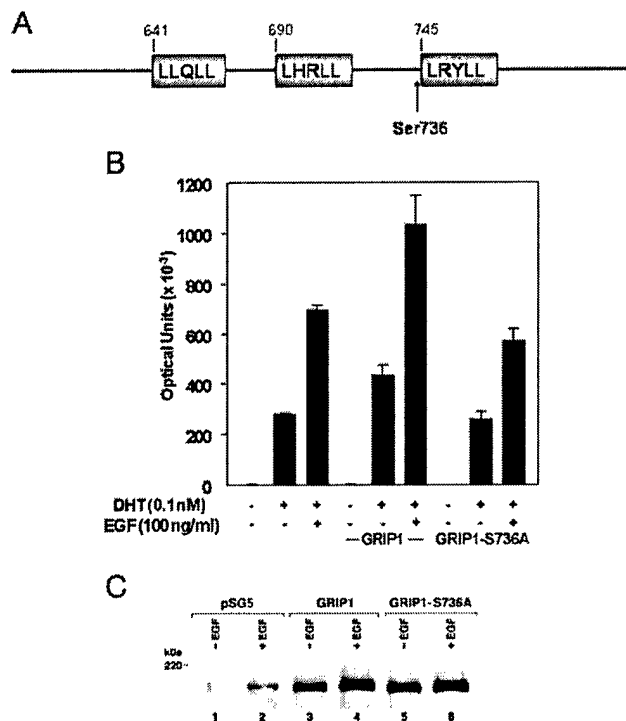 A
641 690 745
LLQLL LHRLL LRYLL
Ser736
B
1200
1000
800
600
400
200
0
Optical Units (x 10-3)
DHT (0.1nM) - + + - + + - + +
EGF (100ng/ml) - - + - - + - - +
GRIP1 GRIP1-S736A
C
pSG5 GRIP1 GRIP1-S736A
- EGF + EGF - EGF + EGF - EGF + EGF
kDa
220-
1 2 3 4 5 6